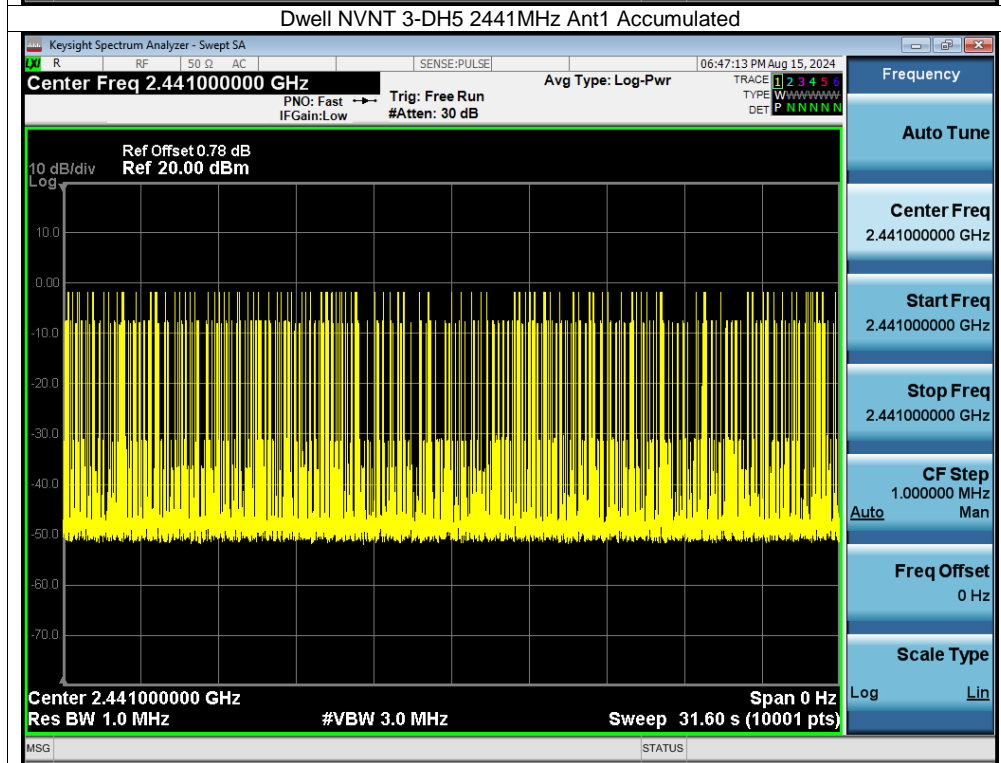 Dwell NVNT 3-DH5 2441MHz Ant1 Accumulated
Keysight Spectrum Analyzer - Swept SA
LXI R RF 50 Ω AC SENSE:PULSE 06:47:13 PM Aug 15, 2024
Center Freq 2.441000000 GHz
PNO: Fast
IFGain:Low
Trig: Free Run
#Atten: 30 dB
Avg Type: Log-Pwr
TRACE 1 2 3 4 5 6
TYPE WWWWWW
DET P N N N N N
Ref Offset 0.78 dB
10 dB/div Ref 20.00 dBm
Log
10.0
0.00
-10.0
-20.0
-30.0
-40.0
-50.0
-60.0
-70.0
Center 2.441000000 GHz Span 0 Hz
Res BW 1.0 MHz #VBW 3.0 MHz Sweep 31.60 s (10001 pts)
MSG STATUS
Frequency
Auto Tune
Center Freq
2.441000000 GHz
Start Freq
2.441000000 GHz
Stop Freq
2.441000000 GHz
CF Step
1.000000 MHz
Auto Man
Freq Offset
0 Hz
Scale Type
Log Lin